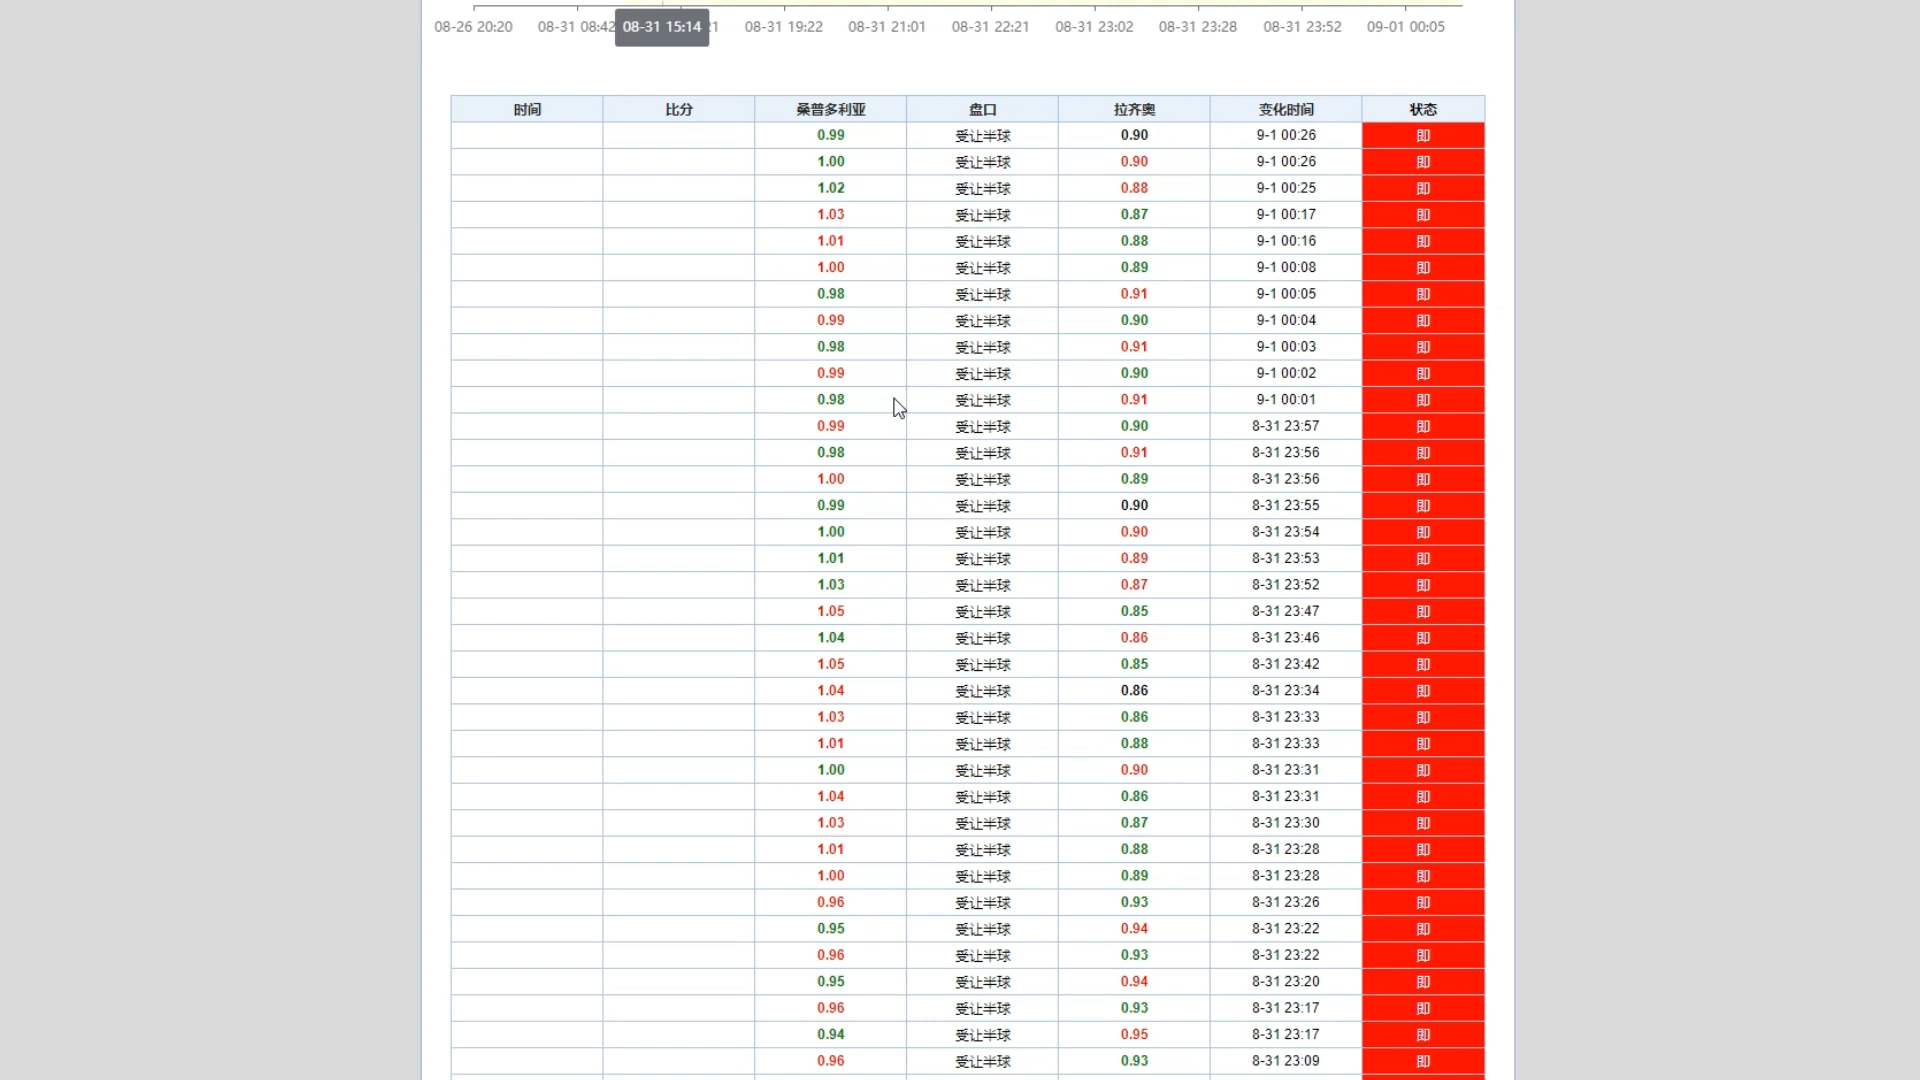 08-26 20:20 08-31 08:42 08-31 15:14 21 08-31 19:22 08-31 21:01 08-31 22:21 08-31 23:02 08-31 23:28 08-31 23:52 09-01 00:05
时间 比分 桑普多利亚 盘口 拉齐奥 变化时间 状态
0.99 受让半球 0.90 9-1 00:26 即
1.00 受让半球 0.90 9-1 00:26 即
1.02 受让半球 0.88 9-1 00:25 即
1.03 受让半球 0.87 9-1 00:17 即
1.01 受让半球 0.88 9-1 00:16 即
1.00 受让半球 0.89 9-1 00:08 即
0.98 受让半球 0.91 9-1 00:05 即
0.99 受让半球 0.90 9-1 00:04 即
0.98 受让半球 0.91 9-1 00:03 即
0.99 受让半球 0.90 9-1 00:02 即
0.98 受让半球 0.91 9-1 00:01 即
0.99 受让半球 0.90 8-31 23:57 即
0.98 受让半球 0.91 8-31 23:56 即
1.00 受让半球 0.89 8-31 23:56 即
0.99 受让半球 0.90 8-31 23:55 即
1.00 受让半球 0.90 8-31 23:54 即
1.01 受让半球 0.89 8-31 23:53 即
1.03 受让半球 0.87 8-31 23:52 即
1.05 受让半球 0.85 8-31 23:47 即
1.04 受让半球 0.86 8-31 23:46 即
1.05 受让半球 0.85 8-31 23:42 即
1.04 受让半球 0.86 8-31 23:34 即
1.03 受让半球 0.86 8-31 23:33 即
1.01 受让半球 0.88 8-31 23:33 即
1.00 受让半球 0.90 8-31 23:31 即
1.04 受让半球 0.86 8-31 23:31 即
1.03 受让半球 0.87 8-31 23:30 即
1.01 受让半球 0.88 8-31 23:28 即
1.00 受让半球 0.89 8-31 23:28 即
0.96 受让半球 0.93 8-31 23:26 即
0.95 受让半球 0.94 8-31 23:22 即
0.96 受让半球 0.93 8-31 23:22 即
0.95 受让半球 0.94 8-31 23:20 即
0.96 受让半球 0.93 8-31 23:17 即
0.94 受让半球 0.95 8-31 23:17 即
0.96 受让半球 0.93 8-31 23:09 即